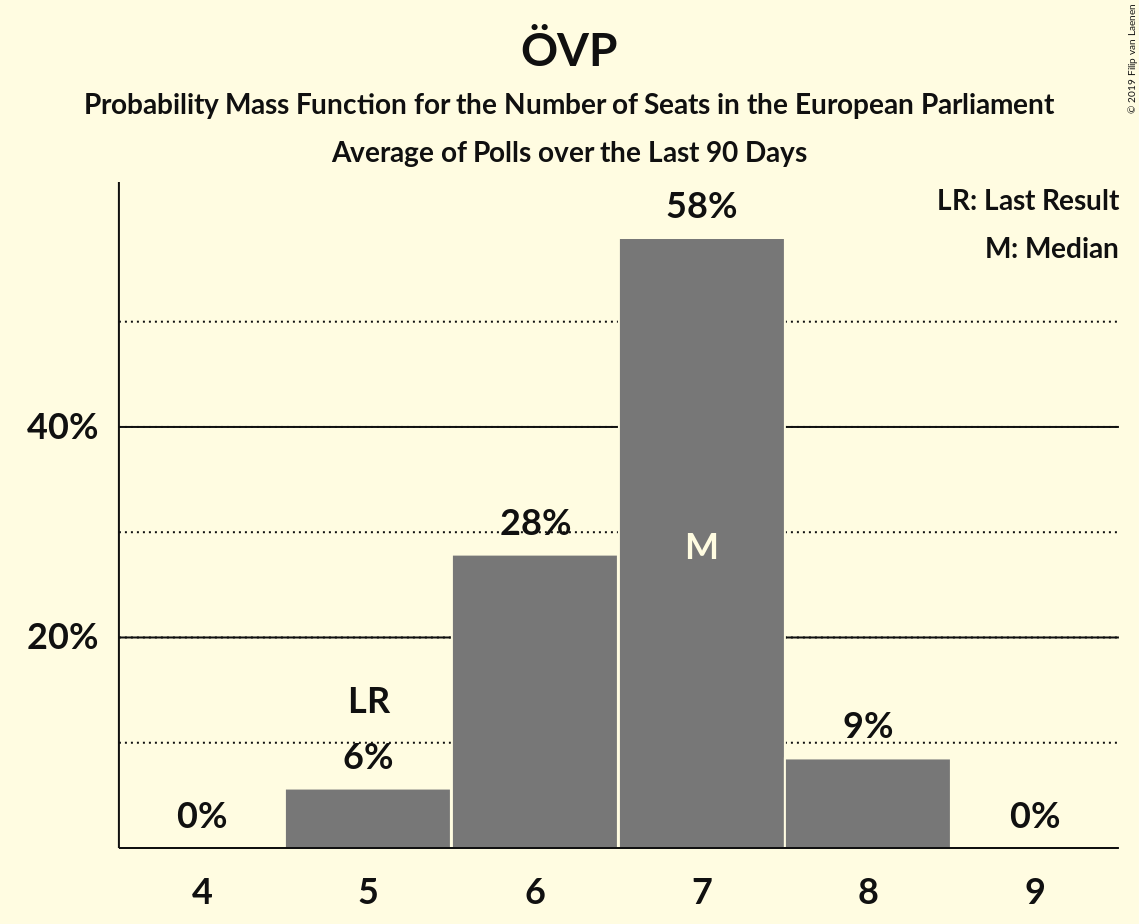 ÖVP
Probability Mass Function for the Number of Seats in the European Parliament
Average of Polls over the Last 90 Days
© 2019 Filip van Laenen
LR: Last Result
M: Median
58%
40%
28%
M
20%
LR
6%
9%
0%
0%
4 5 6 7 8 9